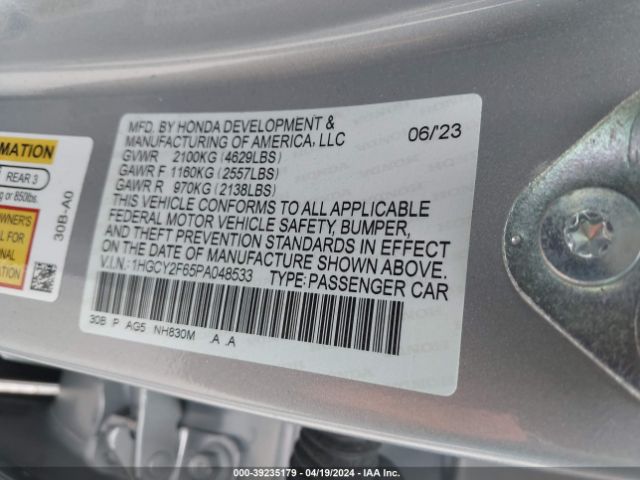 MFD. BY HONDA DEVELOPMENT &
MANUFACTURING OF AMERICA, LLC 06/'23
GVWR 2100KG (4629LBS)
GAWR F 1160KG (2557LBS)
GAWR R 970KG (2138LBS)
THIS VEHICLE CONFORMS TO ALL APPLICABLE
FEDERAL MOTOR VEHICLE SAFETY, BUMPER,
AND THEFT PREVENTION STANDARDS IN EFFECT
ON THE DATE OF MANUFACTURE SHOWN ABOVE.
V.I.N.:1HGCY2F65PA048533 TYPE:PASSENGER CAR
30B P AG5 NH830M .A .A
REAR 3
or 850lbs.
FOR
30B-A0
000-39235179 | 04/19/2024 | IAA Inc.